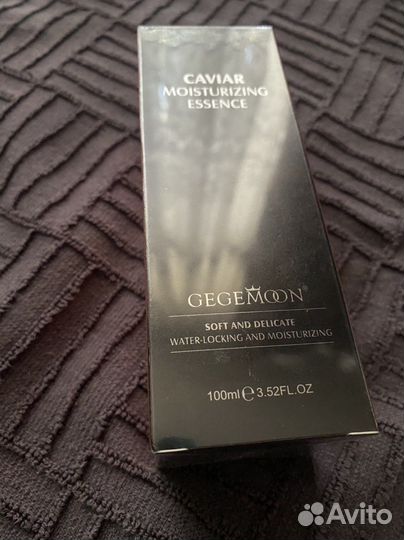 CAVIAR
MOISTURIZING
ESSENCE
GEGEMOON®
SOFT AND DELICATE
WATER-LOCKING AND MOISTURIZING
100ml℮3.52FL.OZ
Avito